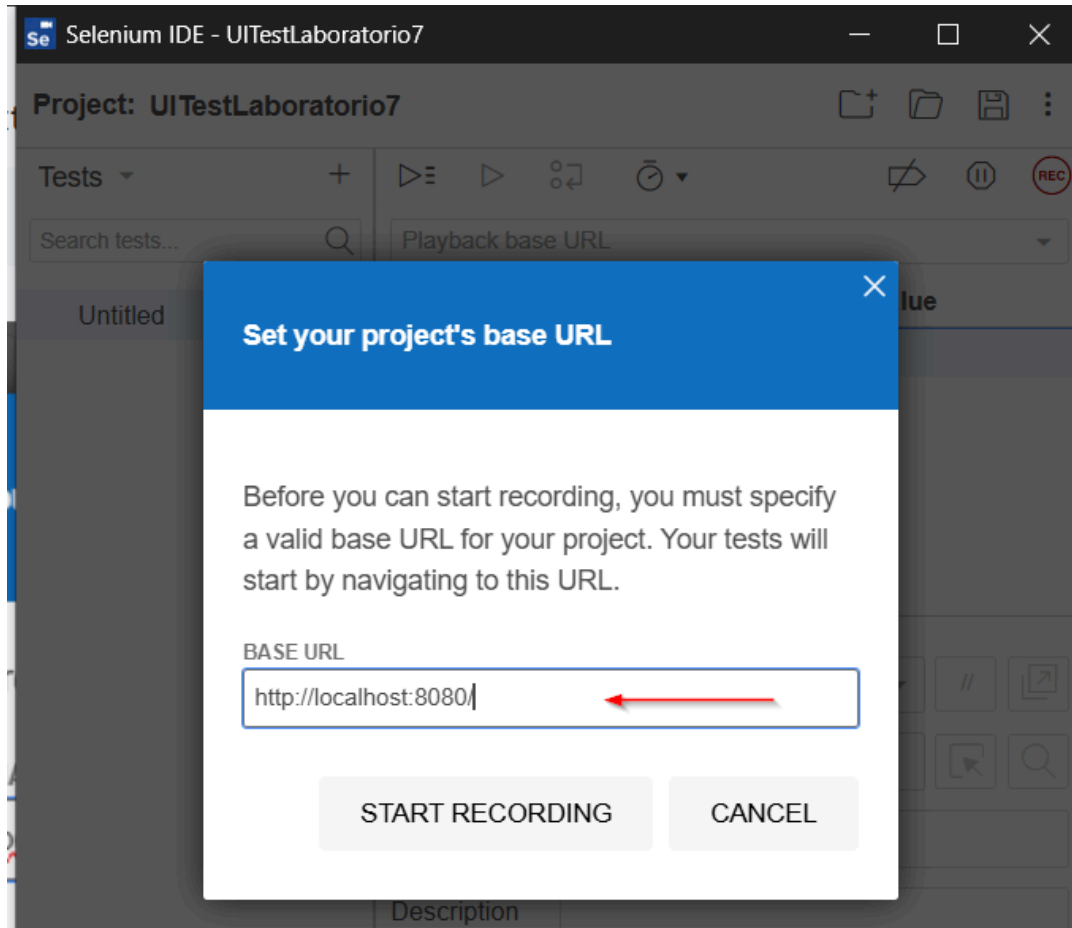 Selenium IDE - UITestLaboratorio7
Project: UITestLaboratorio7
Tests
Search tests...
Playback base URL
Untitled
lue
Set your project's base URL
Before you can start recording, you must specify
a valid base URL for your project. Your tests will
start by navigating to this URL.
BASE URL
http://localhost:8080/
//
START RECORDING
CANCEL
Description
REC
Se